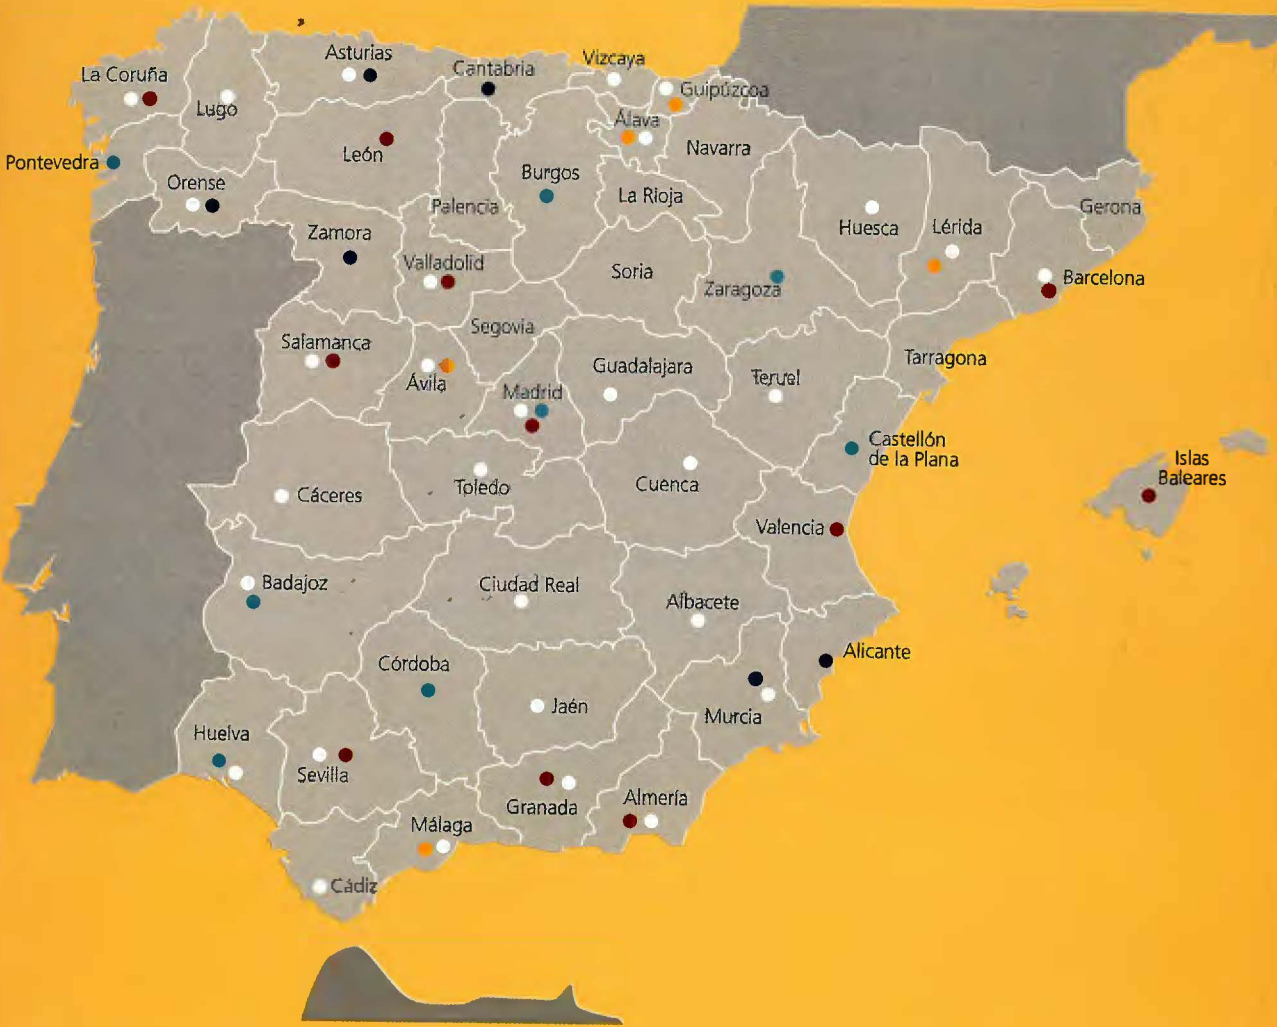 Asturias
Vizcaya
Cantabria
La Coruña
Guipúzcoa
Lugo
Álava
León
Navarra
Pontevedra
Burgos
Orense
La Rioja
Palencia
Gerona
Huesca
Lérida
Zamora
Valladolid
Soria
Barcelona
Zaragoza
Segovia
Salamanca
Tarragona
Guadalajara
Teruel
Ávila
Madrid
Castellón
de la Plana
Islas
Baleares
Cuenca
Toledo
Cáceres
Valencia
Badajoz
Ciudad Real
Albacete
Alicante
Córdoba
Jaén
Murcia
Huelva
Sevilla
Almería
Granada
Málaga
Cádiz